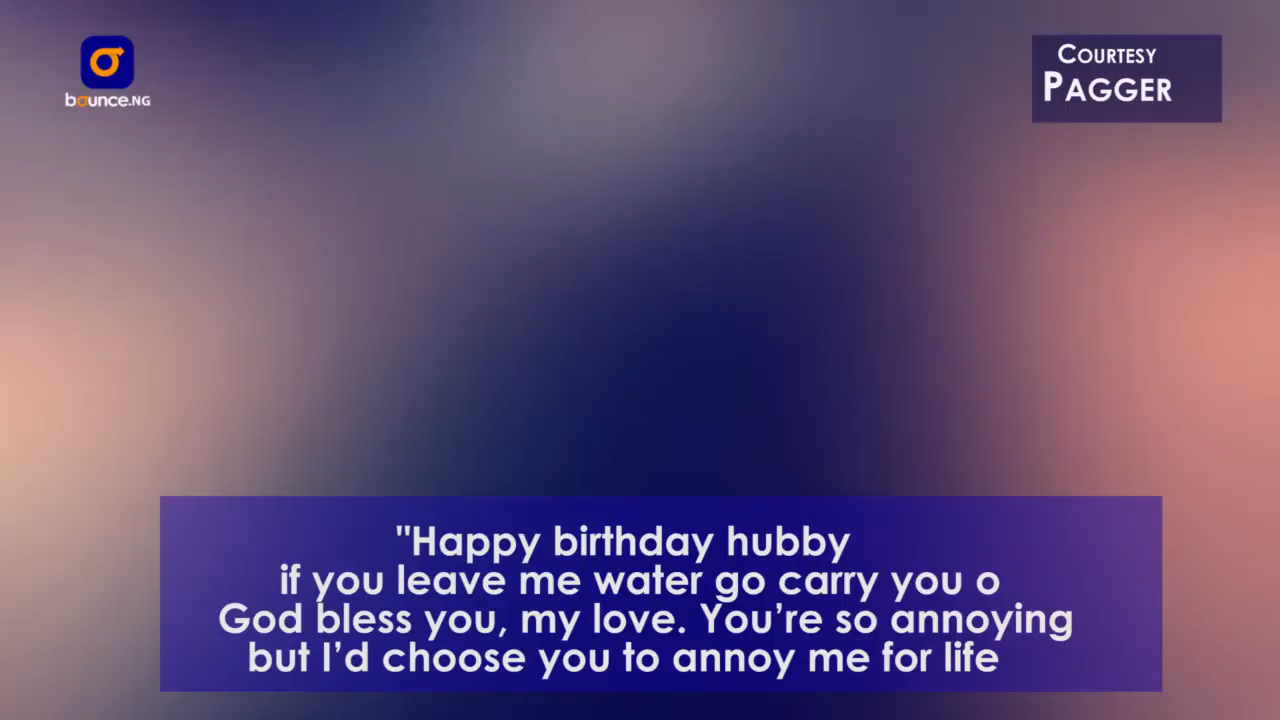 bounce.NG
COURTESY
PAGGER
"Happy birthday hubby
if you leave me water go carry you o
God bless you, my love. You’re so annoying
but I’d choose you to annoy me for life